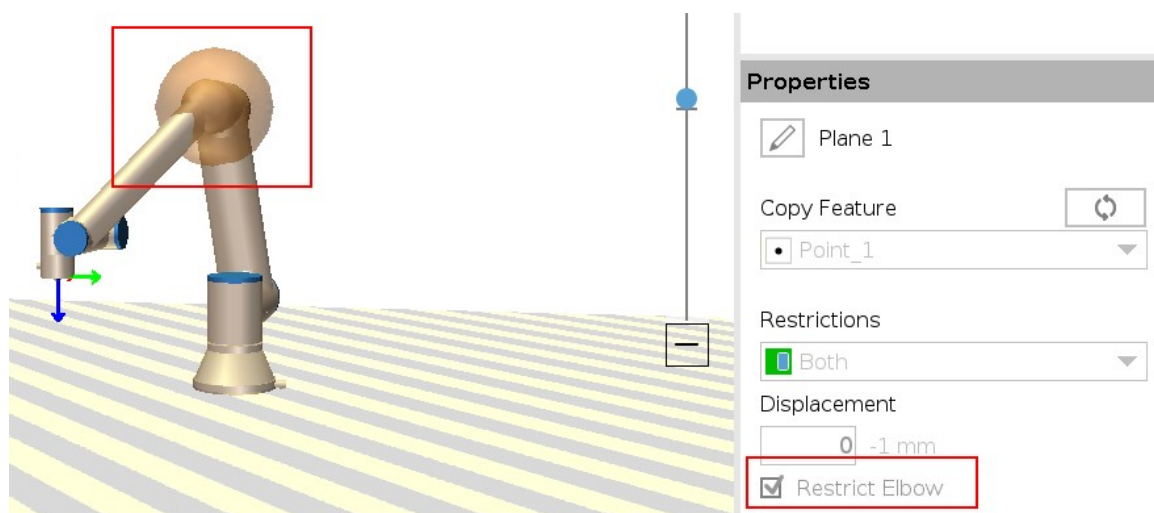 Properties
Plane 1
Copy Feature
Point_1
Restrictions
Both
Displacement
0 -1 mm
Restrict Elbow